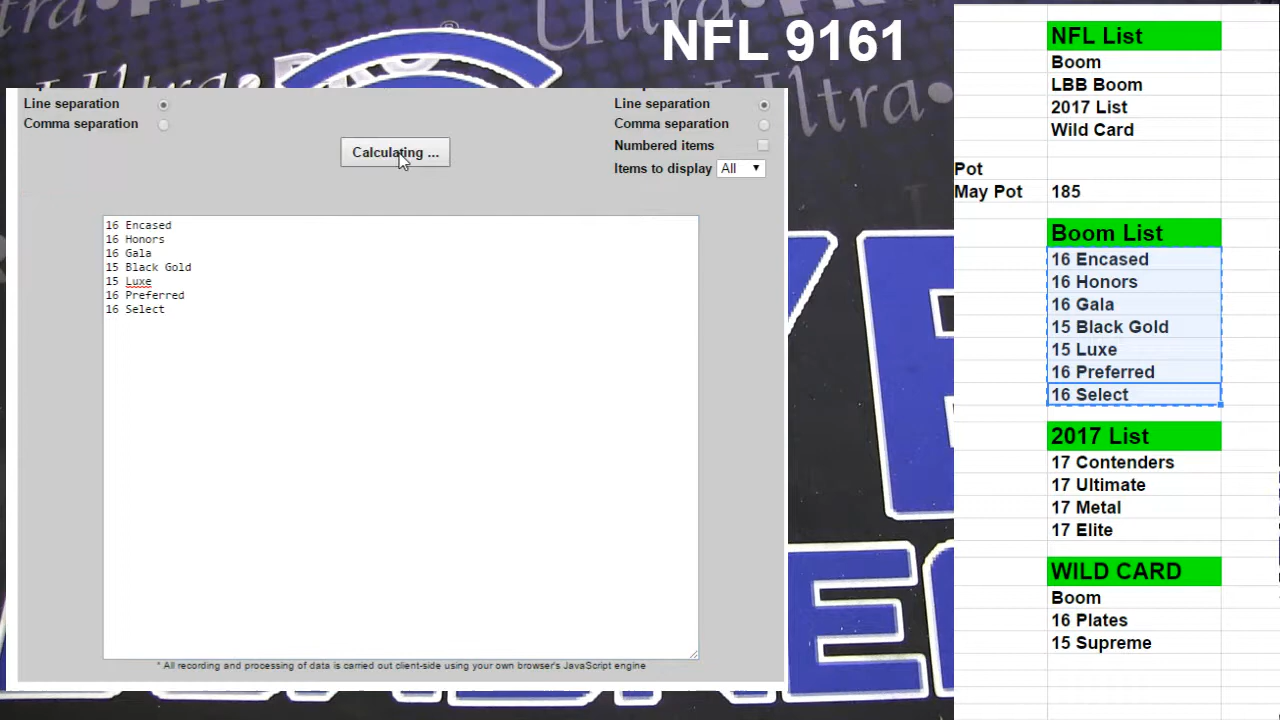 NFL 9161
Line separation
Comma separation
Calculating ...
Line separation
Comma separation
Numbered items
Items to display All
16 Encased
16 Honors
16 Gala
15 Black Gold
15 Luxe
16 Preferred
16 Select
* All recording and processing of data is carried out client-side using your own browser's JavaScript engine
NFL List
Boom
LBB Boom
2017 List
Wild Card
Pot
May Pot 185
Boom List
16 Encased
16 Honors
16 Gala
15 Black Gold
15 Luxe
16 Preferred
16 Select
2017 List
17 Contenders
17 Ultimate
17 Metal
17 Elite
WILD CARD
Boom
16 Plates
15 Supreme